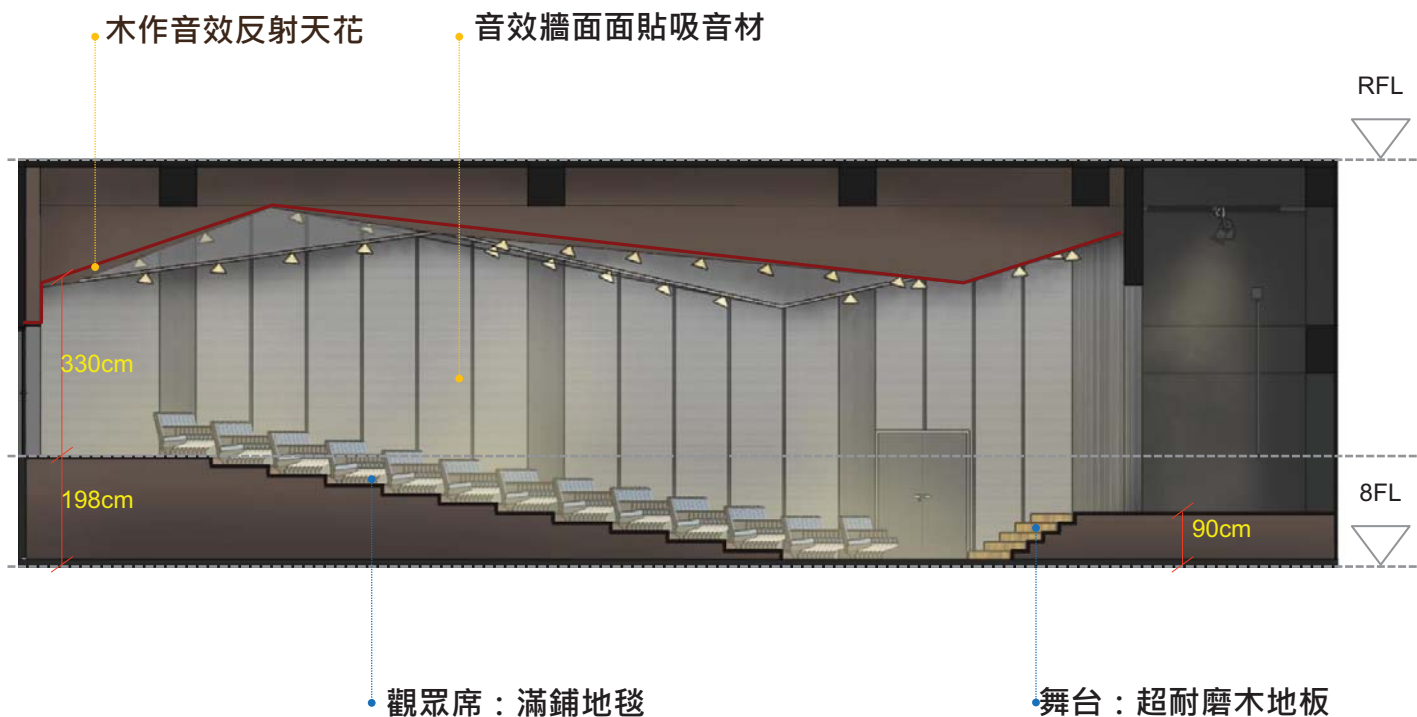 木作音效反射天花
音效牆面面貼吸音材
RFL
330cm
198cm
8FL
90cm
觀眾席：滿鋪地毯
舞台：超耐磨木地板